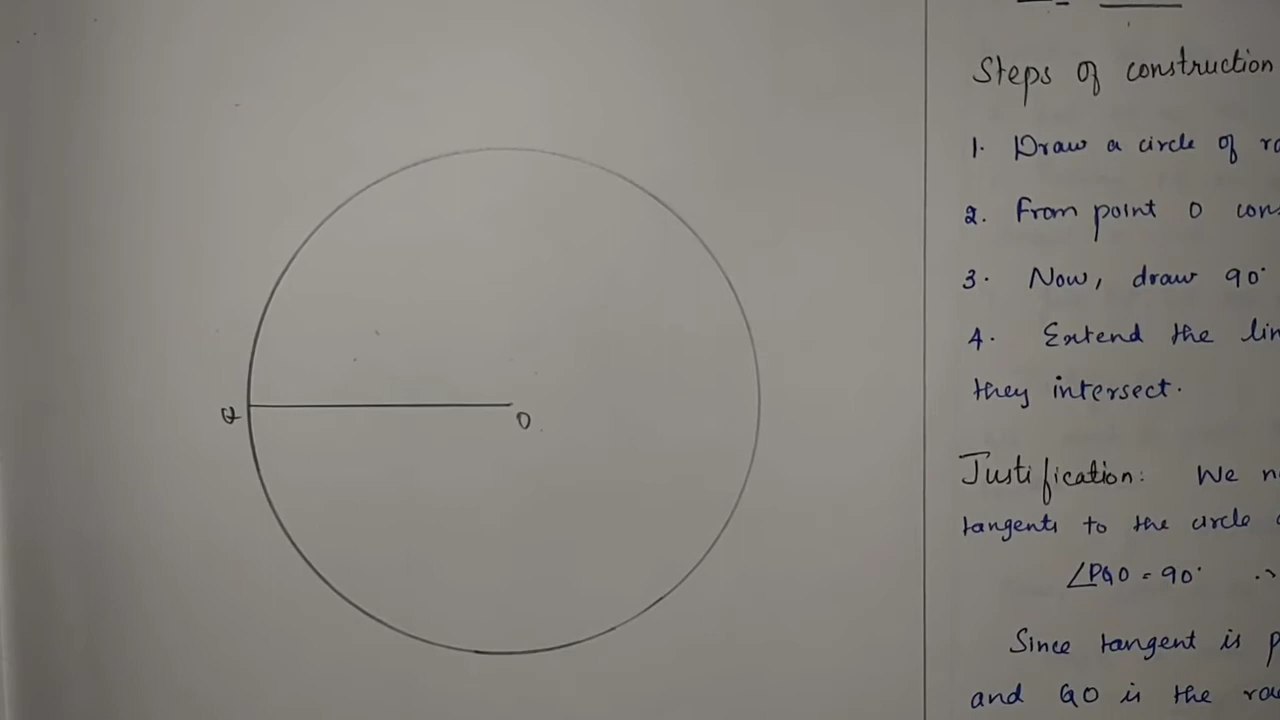 Q
O
Steps of construction
1. Draw a circle of
2. From point O
3. Now, draw 90°
4. Extend the
they intersect.
Justification: We
tangents to the circle
∠PQO = 90°
Since tangent is
and QO is the